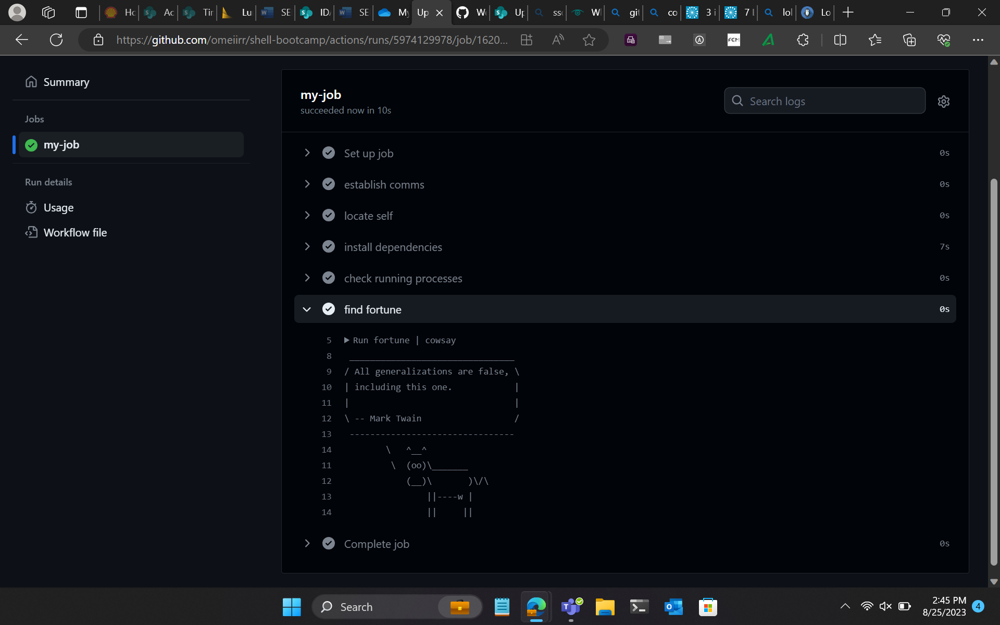 Ho
Ac
Tir
Lu
SE
ID/
SE
My
Up
We
Up
ssc
Wl
git
co
3 i
7 l
lol
Lo
https://github.com/omeiirr/shell-bootcamp/actions/runs/5974129978/job/1620...
Summary
Jobs
my-job
Run details
Usage
Workflow file
my-job
succeeded now in 10s
Search logs
Set up job 0s
establish comms 0s
locate self 0s
install dependencies 7s
check running processes 0s
find fortune 0s
5 Run fortune | cowsay
8  ________________________________
9 / All generalizations are false, \
10 | including this one.            |
11 |                                |
12 \ -- Mark Twain                  /
13  --------------------------------
14         \   ^__^
11          \  (oo)\_______
12             (__)\       )\/\
13                 ||----w |
14                 ||     ||
Complete job 0s
Search
2:45 PM
8/25/2023
4